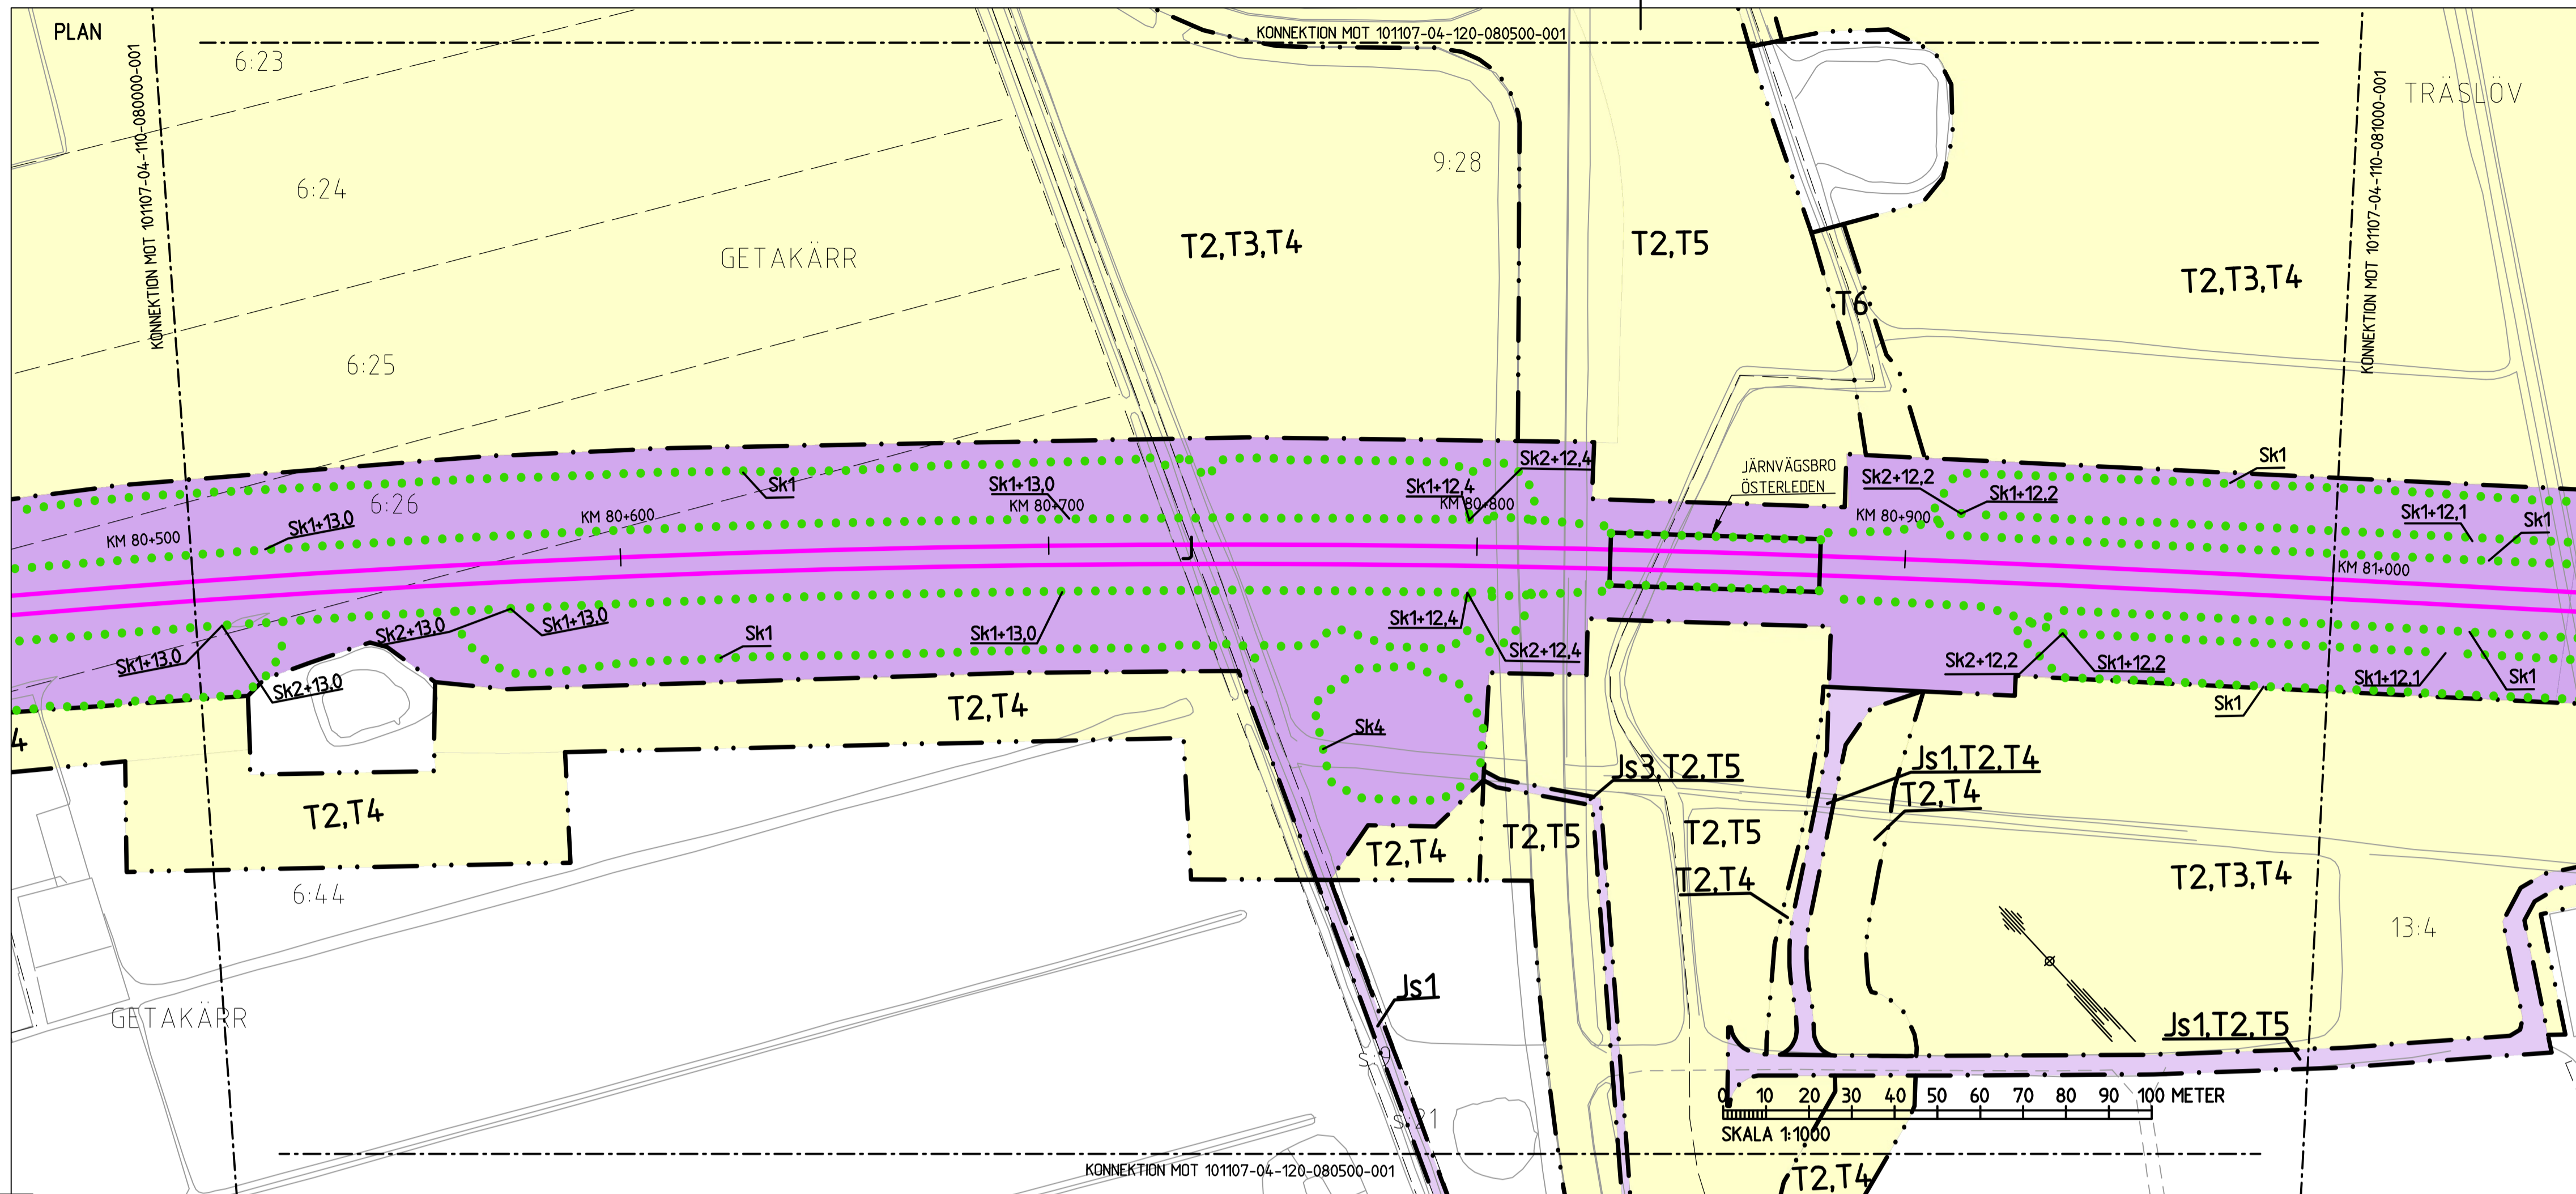 PLAN
KONNEKTION MOT 101107-04-120-080500-001
KONNEKTION MOT 101107-04-110-080000-001
KONNEKTION MOT 101107-04-110-081000-001
6:23
TRÄSLÖV
9:28
6:24
GETAKÄRR
T2,T3,T4
T2,T5
T2,T3,T4
T6
6:25
Sk1
Sk2+12,4
JÄRNVÄGSBRO
ÖSTERLEDEN
Sk2+12,2
Sk1+12,2
Sk1
Sk1+13,0
Sk1+12,4
6:26
KM 80+700
KM 80+800
KM 80+900
Sk1+12,1
Sk1
KM 80+600
Sk1+13,0
KM 80+500
KM 81+000
J
Sk1+13,0
Sk2+13,0
Sk1+13,0
Sk2+13,0
Sk1
Sk1+13,0
Sk1+12,4
Sk2+12,4
Sk2+12,2
Sk1+12,2
Sk1+12,1
Sk1
Sk1
T2,T4
Sk4
4
Js3,T2,T5
Js1,T2,T4
T2,T4
T2,T4
T2,T4
T2,T5
T2,T5
T2,T4
T2,T3,T4
6:44
13:4
GETAKÄRR
Js1
Js1,T2,T5
s:9
s:21
0 10 20 30 40 50 60 70 80 90 100 METER
SKALA 1:1000
T2,T4
KONNEKTION MOT 101107-04-120-080500-001